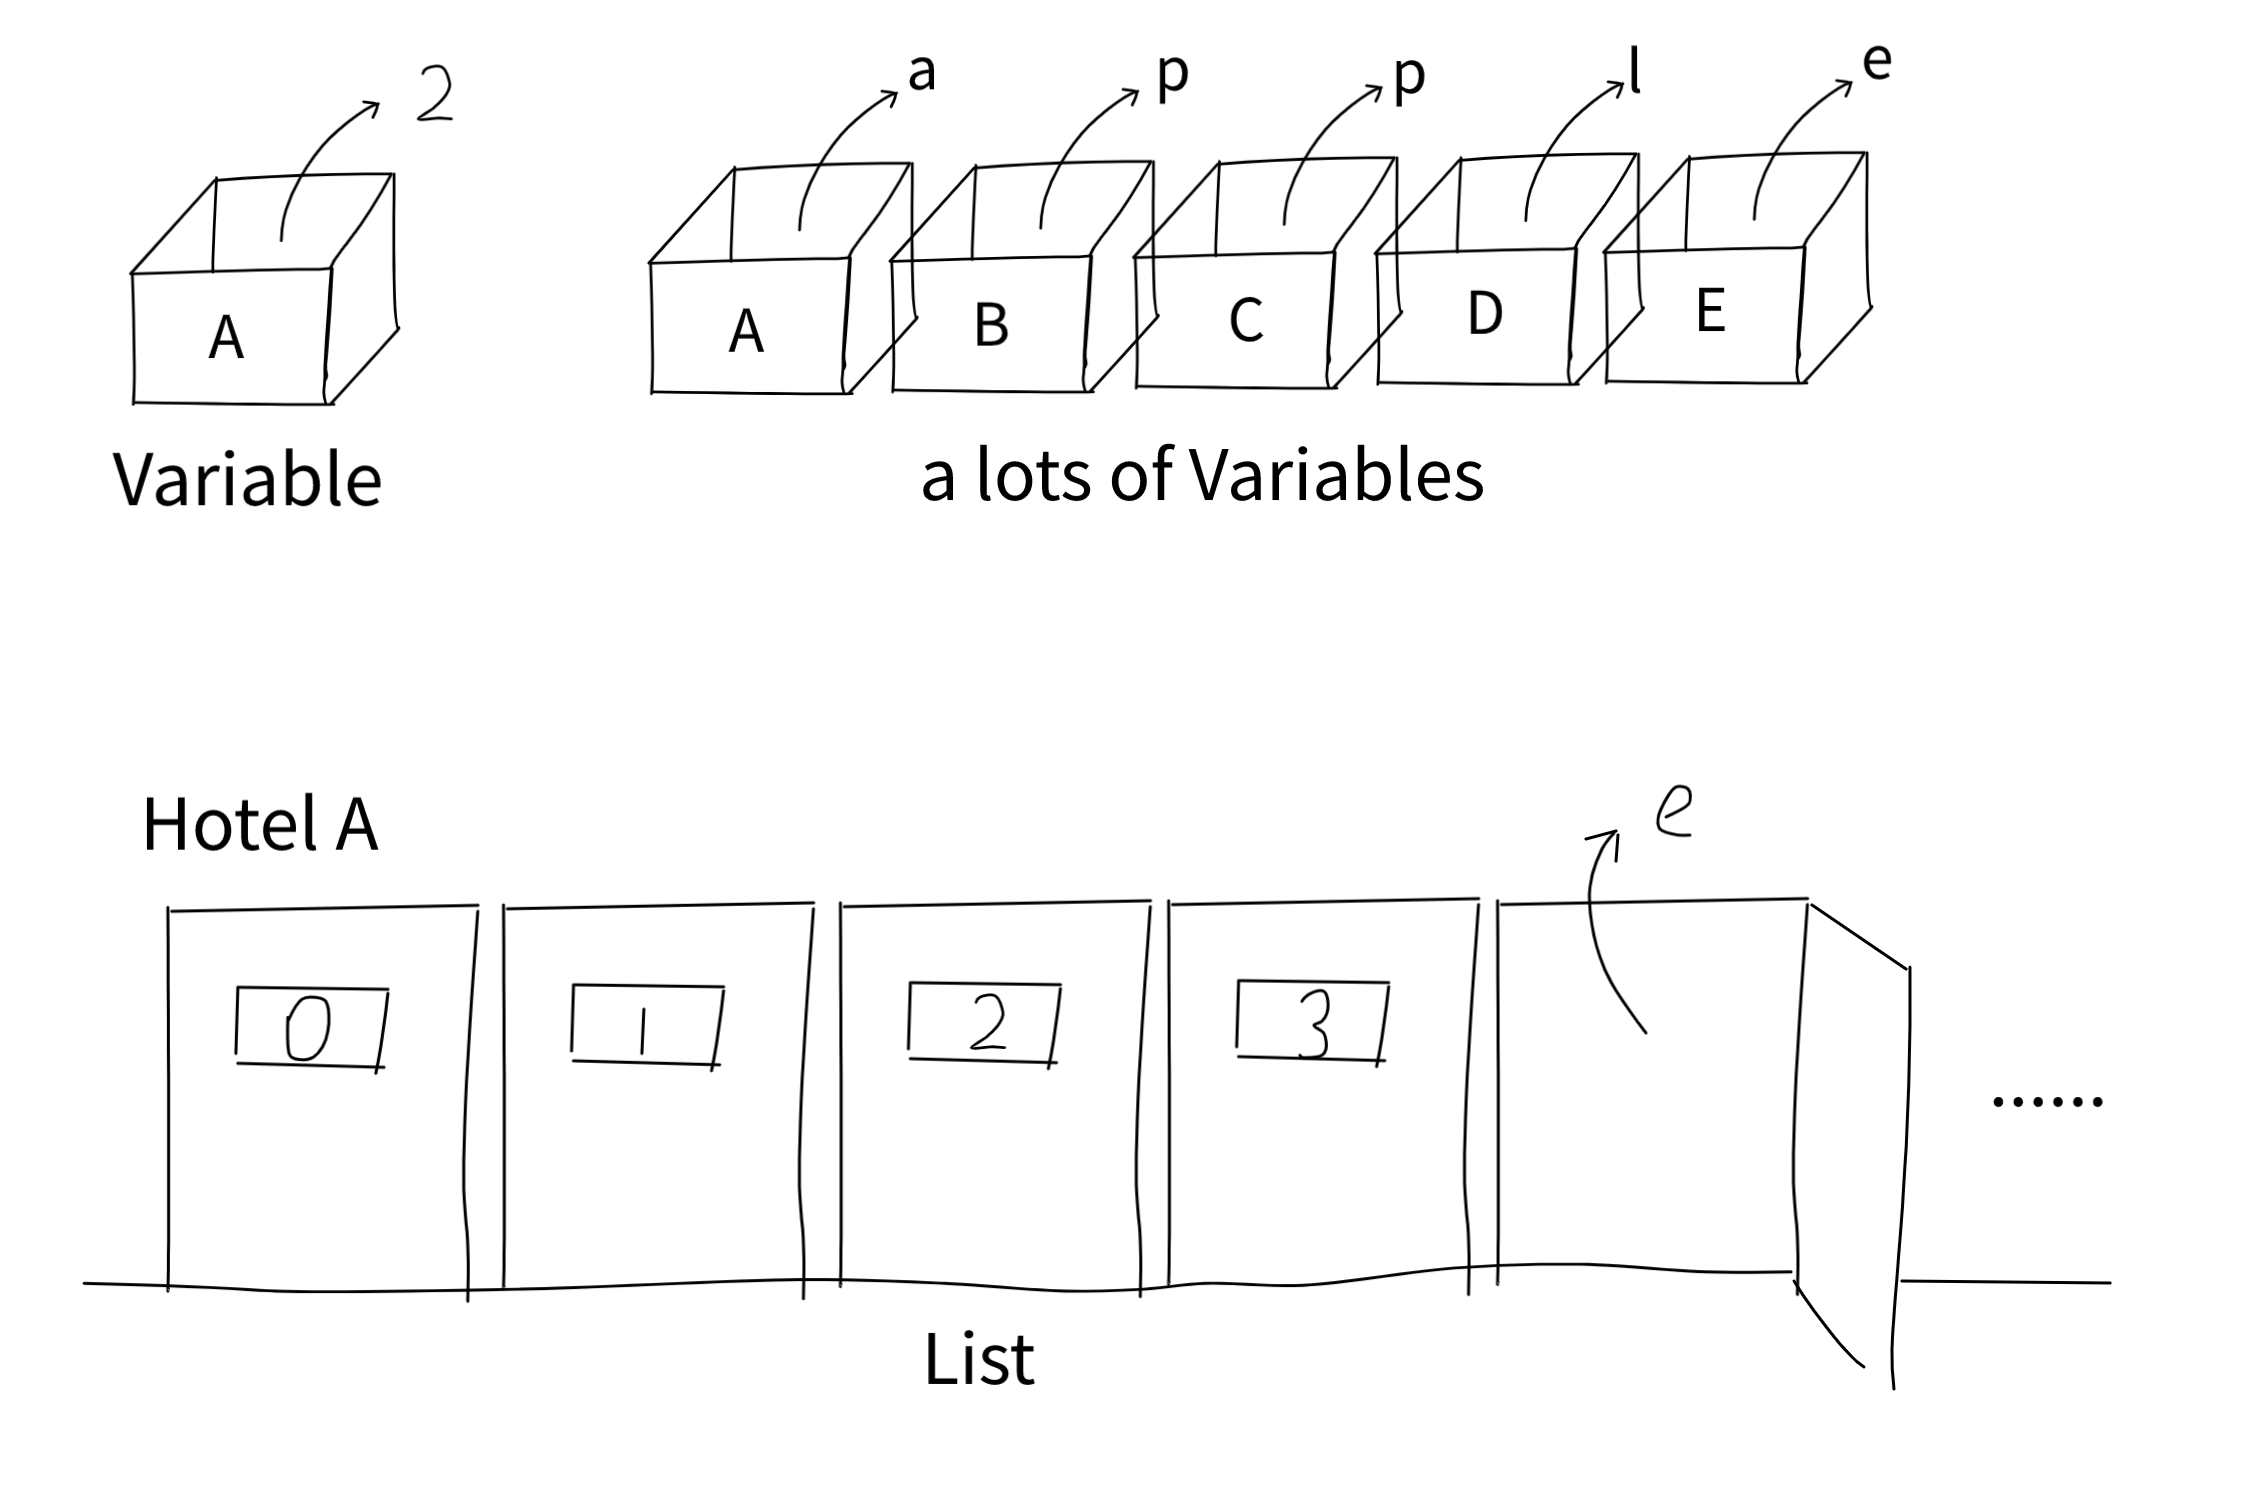 2
a p p l e
A
A B C D E
Variable
a lots of Variables
Hotel A
e
0 1 2 3
......
List